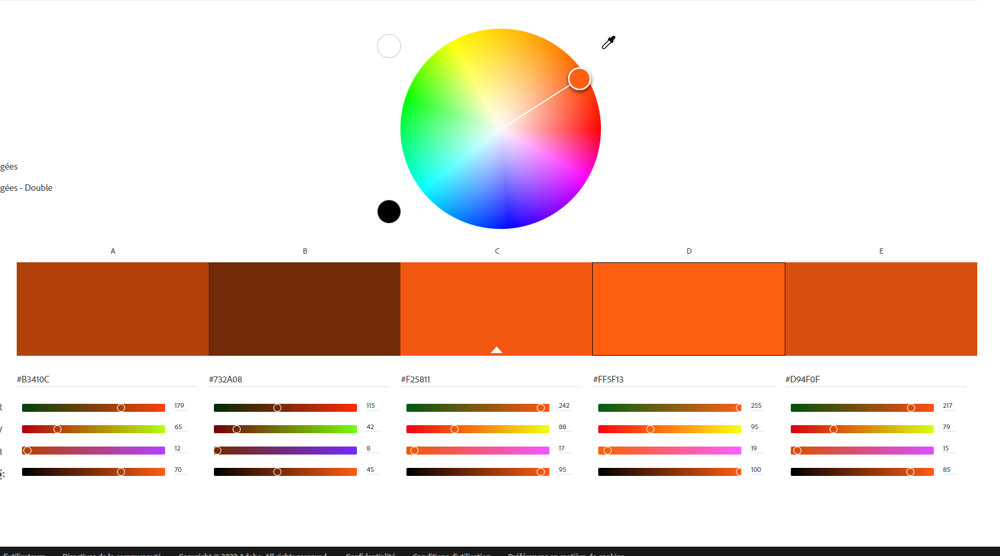 gées
gées - Double
A B C D E
#B3410C #732A08 #F25811 #FF5F13 #D94F0F
R 179 115 242 255 217
V 65 42 88 95 79
B 12 8 17 19 15
70 45 95 100 85
d'utilisateurs Directives de la communauté Copyright © 2023 Adobe. All rights reserved. Confidentialité Conditions d'utilisation Préférences en matière de cookies